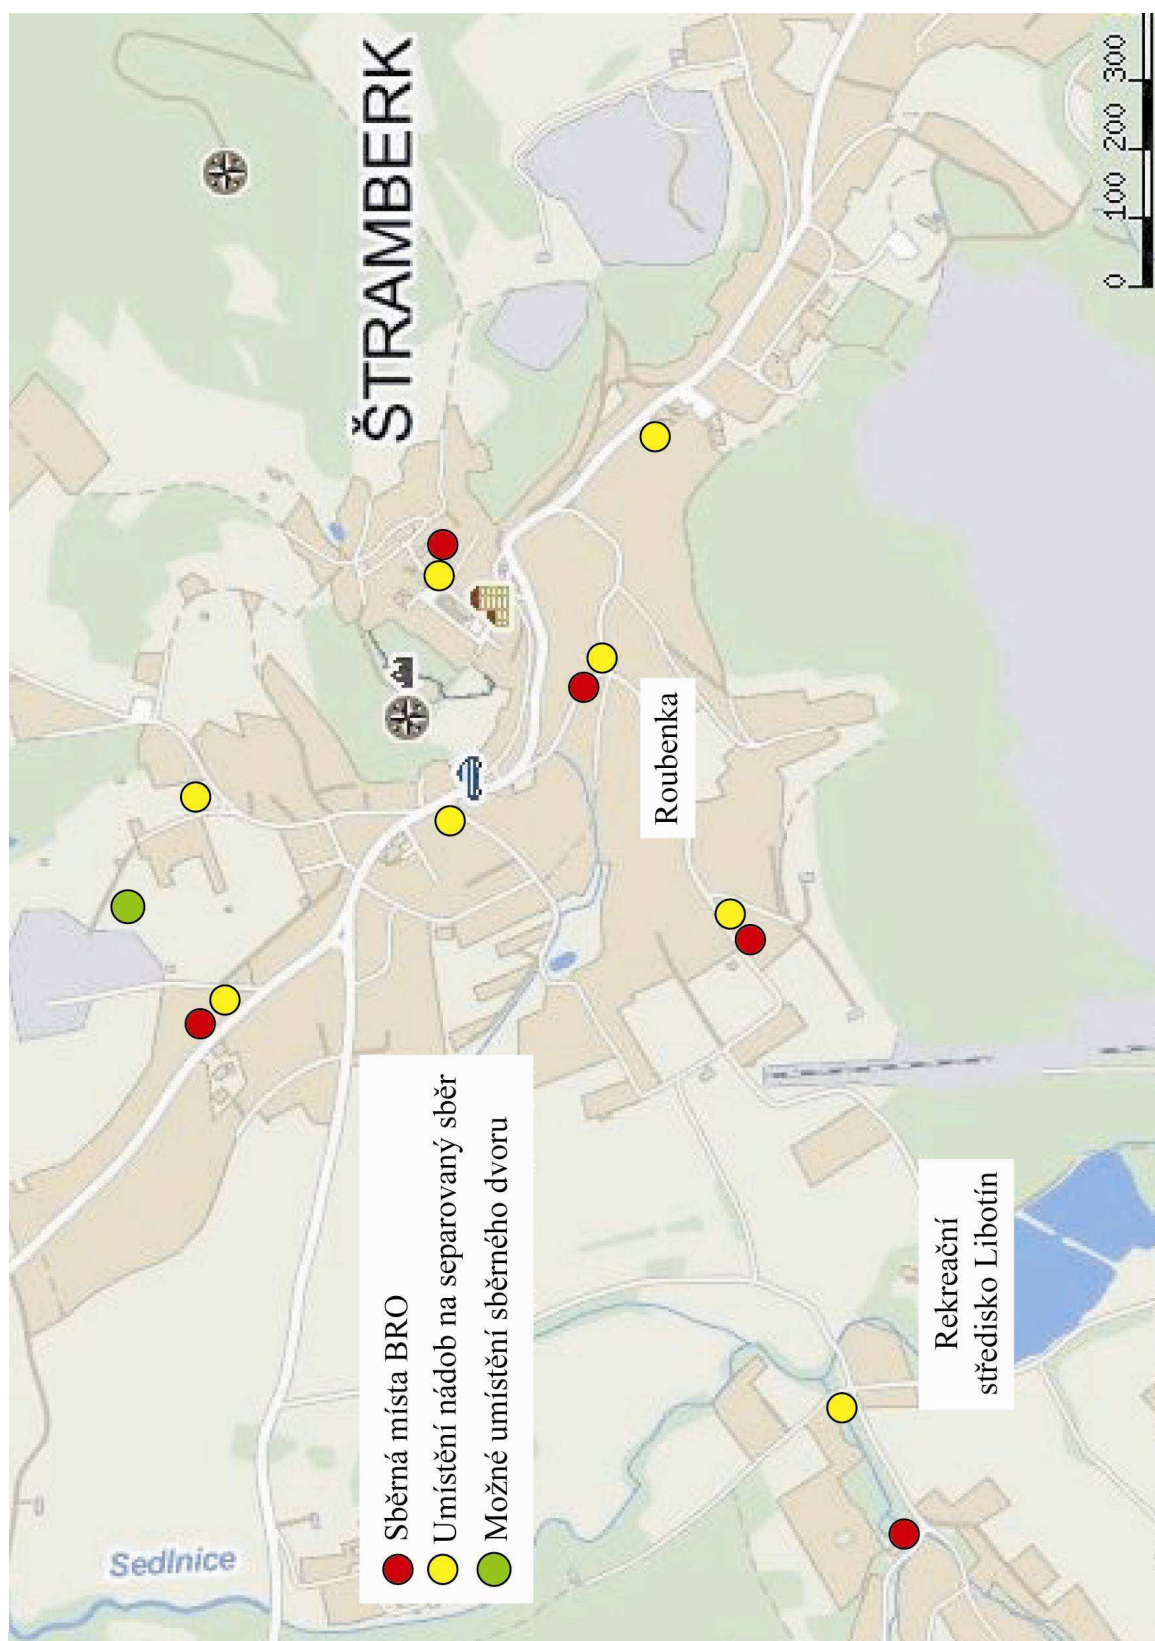 ŠTRAMBERK
Sedlnice
Roubenka
Sběrná místa BRO
Umístění nádob na separovaný sběr
Možné umístění sběrného dvoru
Rekreační
středisko Libotín
0 100 200 300